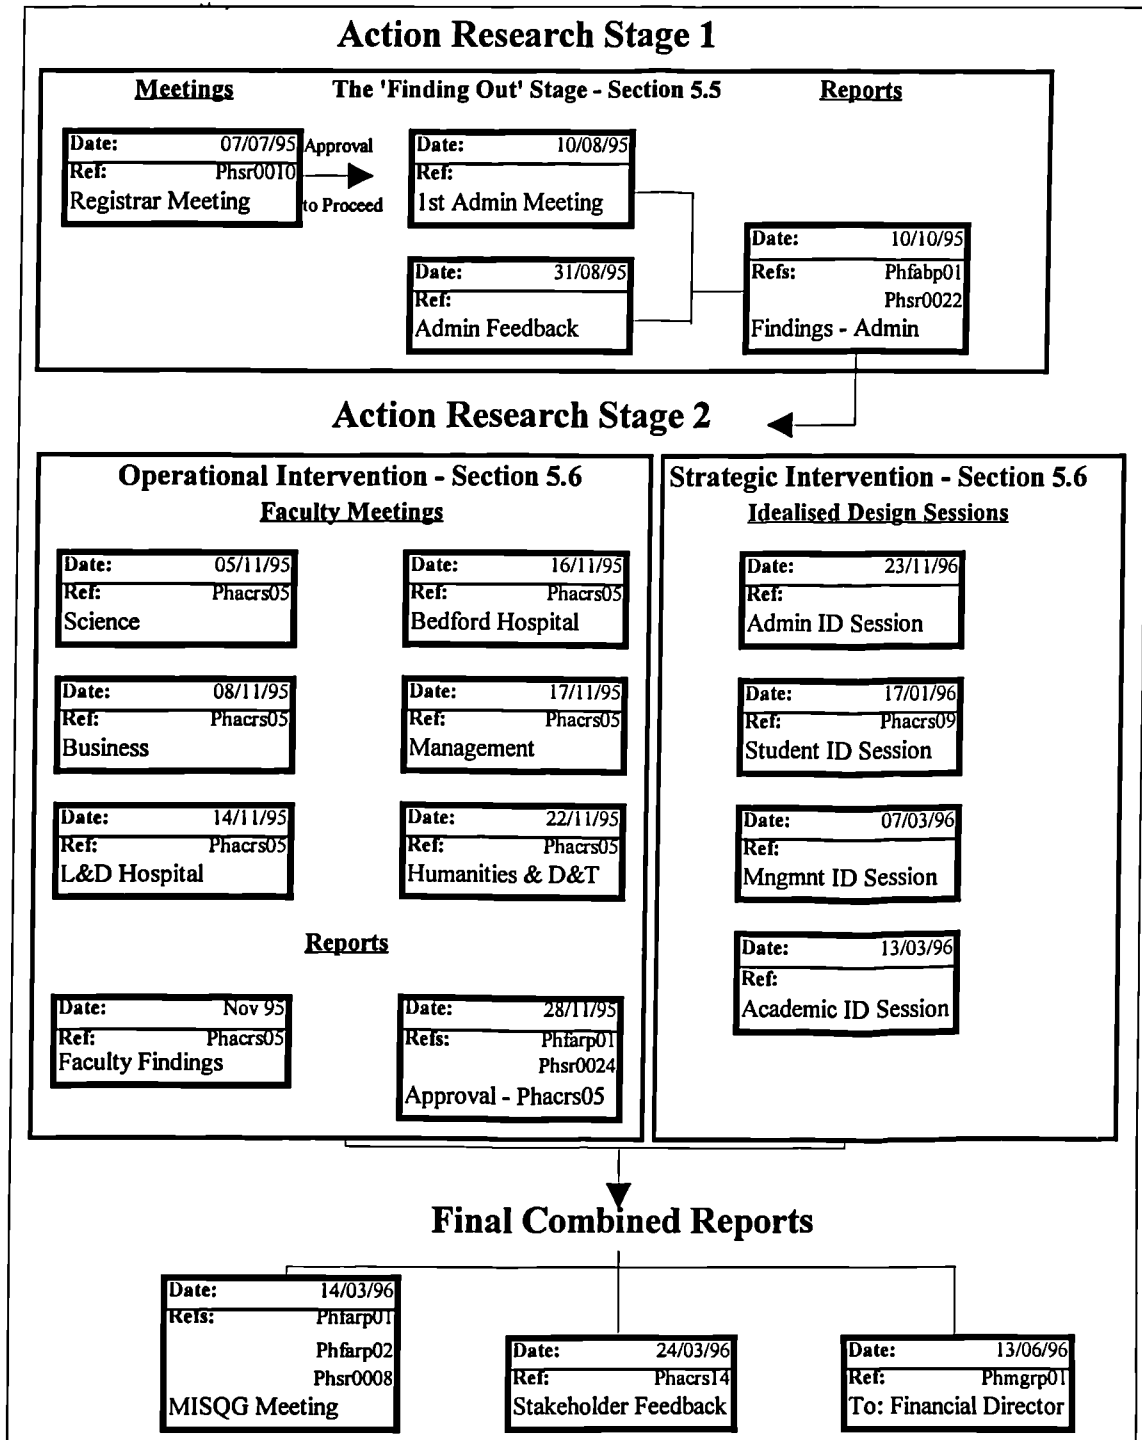 Action Research Stage 1
Meetings
The 'Finding Out' Stage - Section 5.5
Reports
Date: 07/07/95
Ref: Phsr0010
Registrar Meeting
Approval
to Proceed
Date: 10/08/95
Ref:
1st Admin Meeting
Date: 31/08/95
Ref:
Admin Feedback
Date: 10/10/95
Refs: Phfabp01
Phsr0022
Findings - Admin
Action Research Stage 2
Operational Intervention - Section 5.6
Faculty Meetings
Date: 05/11/95
Ref: Phacrs05
Science
Date: 16/11/95
Ref: Phacrs05
Bedford Hospital
Date: 08/11/95
Ref: Phacrs05
Business
Date: 17/11/95
Ref: Phacrs05
Management
Date: 14/11/95
Ref: Phacrs05
L&D Hospital
Date: 22/11/95
Ref: Phacrs05
Humanities & D&T
Reports
Date: Nov 95
Ref: Phacrs05
Faculty Findings
Date: 28/11/95
Refs: Phfarp01
Phsr0024
Approval - Phacrs05
Strategic Intervention - Section 5.6
Idealised Design Sessions
Date: 23/11/96
Ref:
Admin ID Session
Date: 17/01/96
Ref: Phacrs09
Student ID Session
Date: 07/03/96
Ref:
Mngmnt ID Session
Date: 13/03/96
Ref:
Academic ID Session
Final Combined Reports
Date: 14/03/96
Refs: Phfarp01
Phfarp02
Phsr0008
MISQG Meeting
Date: 24/03/96
Ref: Phacrs14
Stakeholder Feedback
Date: 13/06/96
Ref: Phmgrp01
To: Financial Director